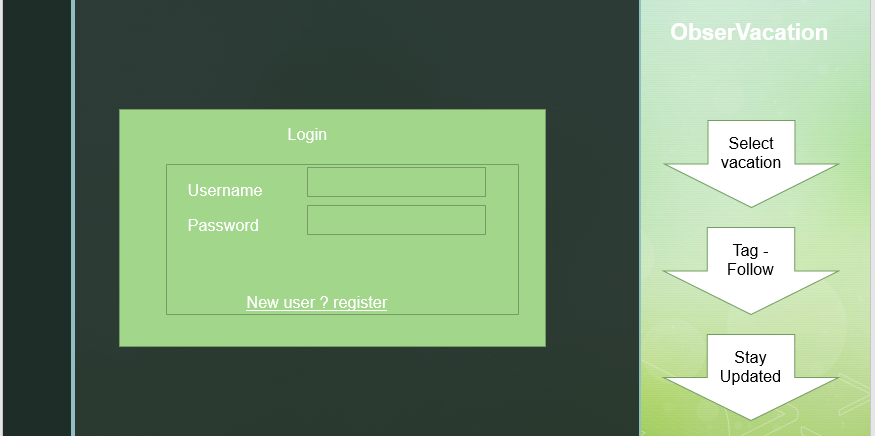 ObserVacation
Login
Username
Password
New user ? register
Select
vacation
Tag -
Follow
Stay
Updated